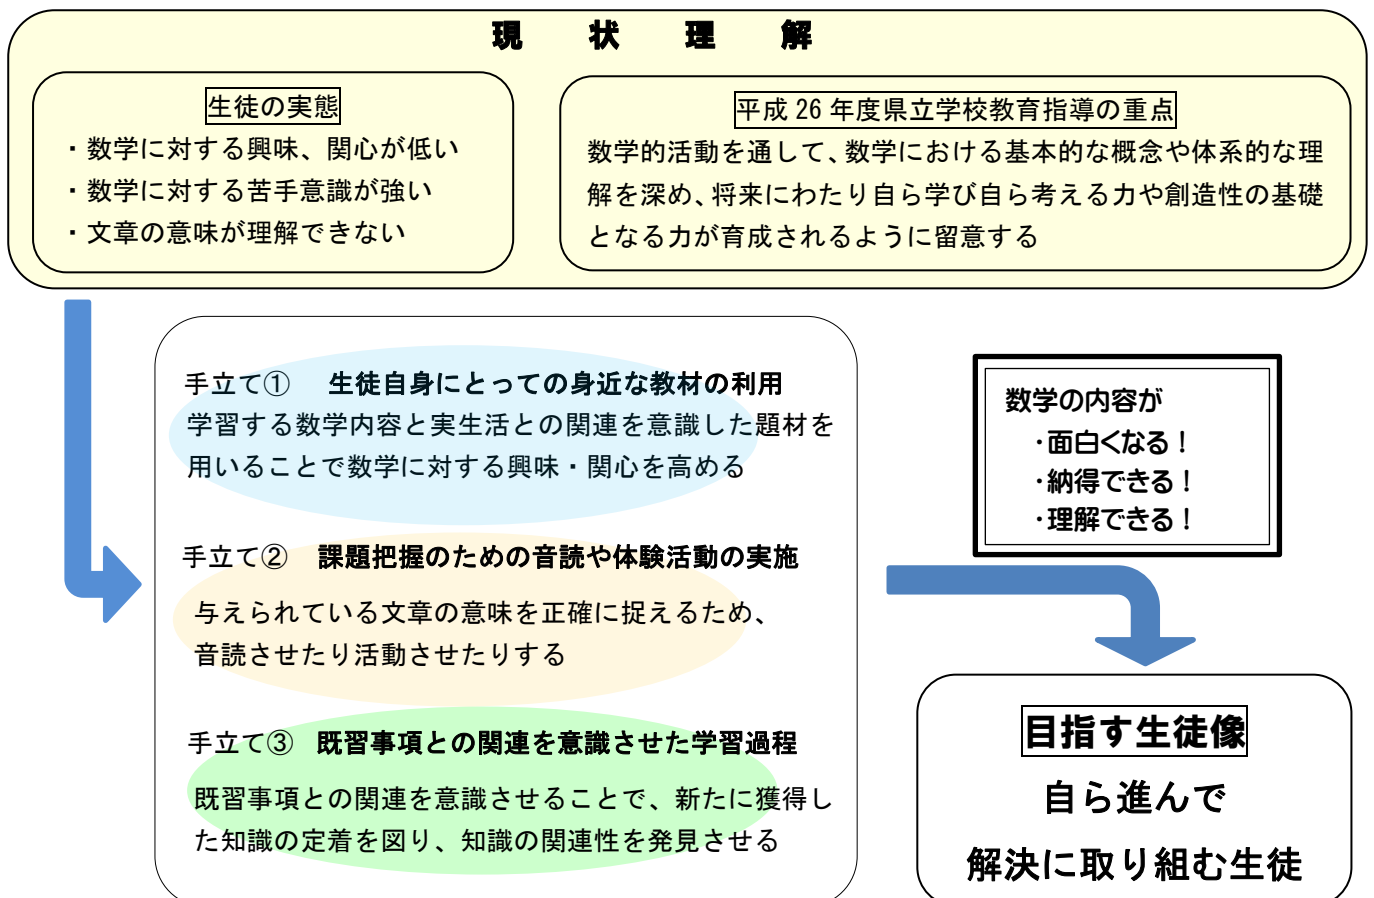 現状理解
生徒の実態
・数学に対する興味、関心が低い
・数学に対する苦手意識が強い
・文章の意味が理解できない
平成 26 年度県立学校教育指導の重点
数学的活動を通して、数学における基本的な概念や体系的な理
解を深め、将来にわたり自ら学び自ら考える力や創造性の基礎
となる力が育成されるように留意する
手立て① 生徒自身にとっての身近な教材の利用
学習する数学内容と実生活との関連を意識した題材を
用いることで数学に対する興味・関心を高める
手立て② 課題把握のための音読や体験活動の実施
与えられている文章の意味を正確に捉えるため、
音読させたり活動させたりする
手立て③ 既習事項との関連を意識させた学習過程
既習事項との関連を意識させることで、新たに獲得し
た知識の定着を図り、知識の関連性を発見させる
数学の内容が
・面白くなる！
・納得できる！
・理解できる！
目指す生徒像
自ら進んで
解決に取り組む生徒